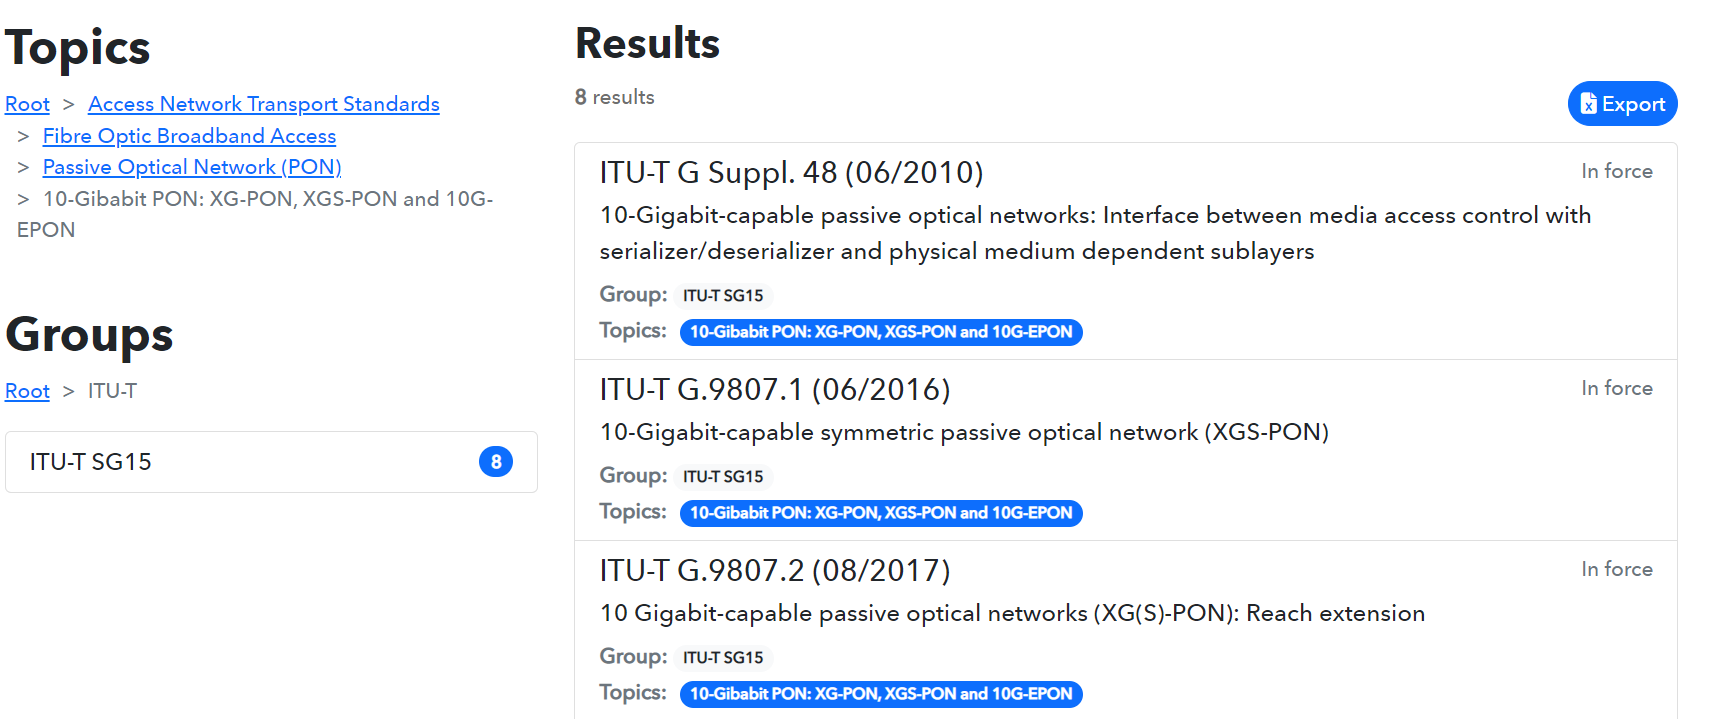 Topics
Root > Access Network Transport Standards
> Fibre Optic Broadband Access
> Passive Optical Network (PON)
> 10-Gibabit PON: XG-PON, XGS-PON and 10G-
EPON
Groups
Root > ITU-T
ITU-T SG15 8
Results
8 results
Export
ITU-T G Suppl. 48 (06/2010) In force
10-Gigabit-capable passive optical networks: Interface between media access control with
serializer/deserializer and physical medium dependent sublayers
Group: ITU-T SG15
Topics: 10-Gibabit PON: XG-PON, XGS-PON and 10G-EPON
ITU-T G.9807.1 (06/2016) In force
10-Gigabit-capable symmetric passive optical network (XGS-PON)
Group: ITU-T SG15
Topics: 10-Gibabit PON: XG-PON, XGS-PON and 10G-EPON
ITU-T G.9807.2 (08/2017) In force
10 Gigabit-capable passive optical networks (XG(S)-PON): Reach extension
Group: ITU-T SG15
Topics: 10-Gibabit PON: XG-PON, XGS-PON and 10G-EPON